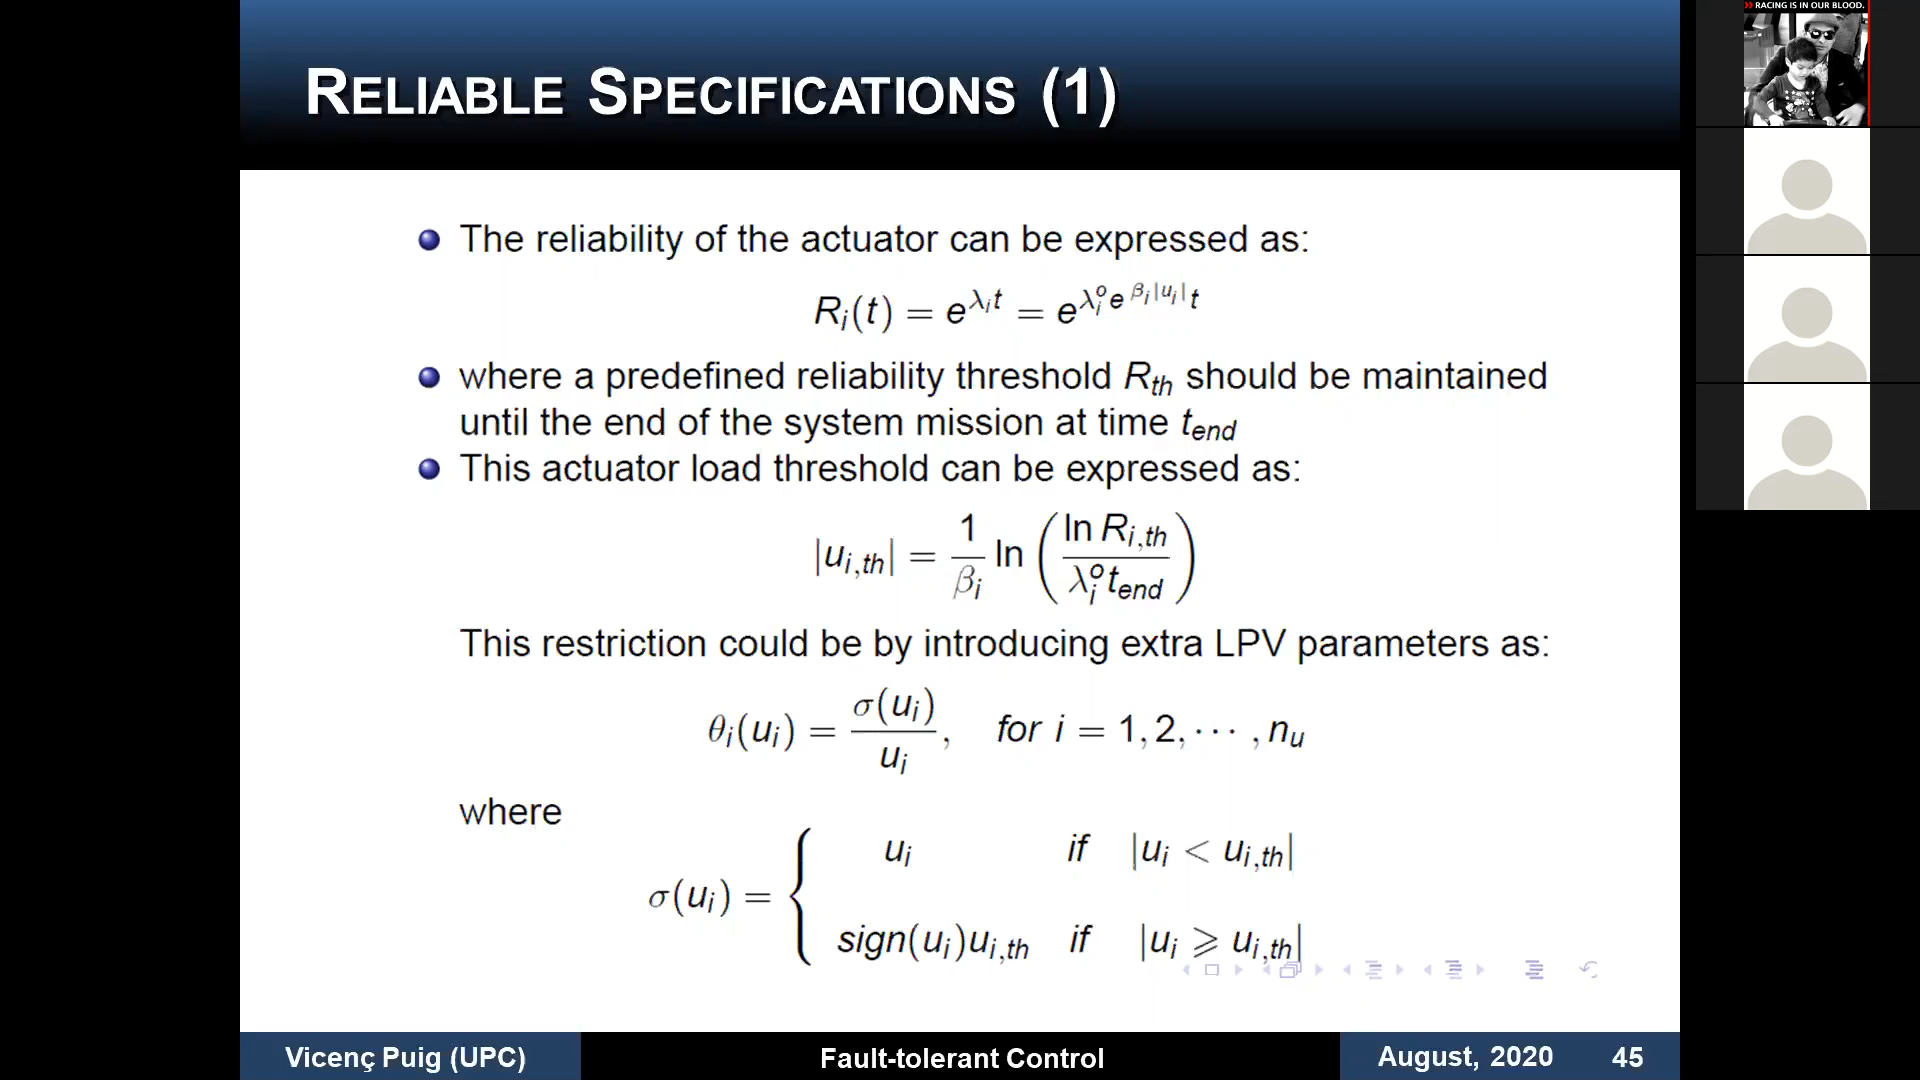 RELIABLE SPECIFICATIONS (1)
» RACING IS IN OUR BLOOD.
The reliability of the actuator can be expressed as:
R_i(t) = e^{λ_i t} = e^{λ_i^o e^{β_i|u_i|} t}
where a predefined reliability threshold R_th should be maintained
until the end of the system mission at time t_end
This actuator load threshold can be expressed as:
|u_{i,th}| = \frac{1}{β_i} ln ( \frac{ln R_{i,th}}{λ_i^o t_{end}} )
This restriction could be by introducing extra LPV parameters as:
θ_i(u_i) = \frac{σ(u_i)}{u_i}, for i = 1, 2, ⋯ , n_u
where
σ(u_i) = { u_i if |u_i < u_{i,th}|
sign(u_i)u_{i,th} if |u_i ⩾ u_{i,th}|
Vicenç Puig (UPC) Fault-tolerant Control August, 2020 45